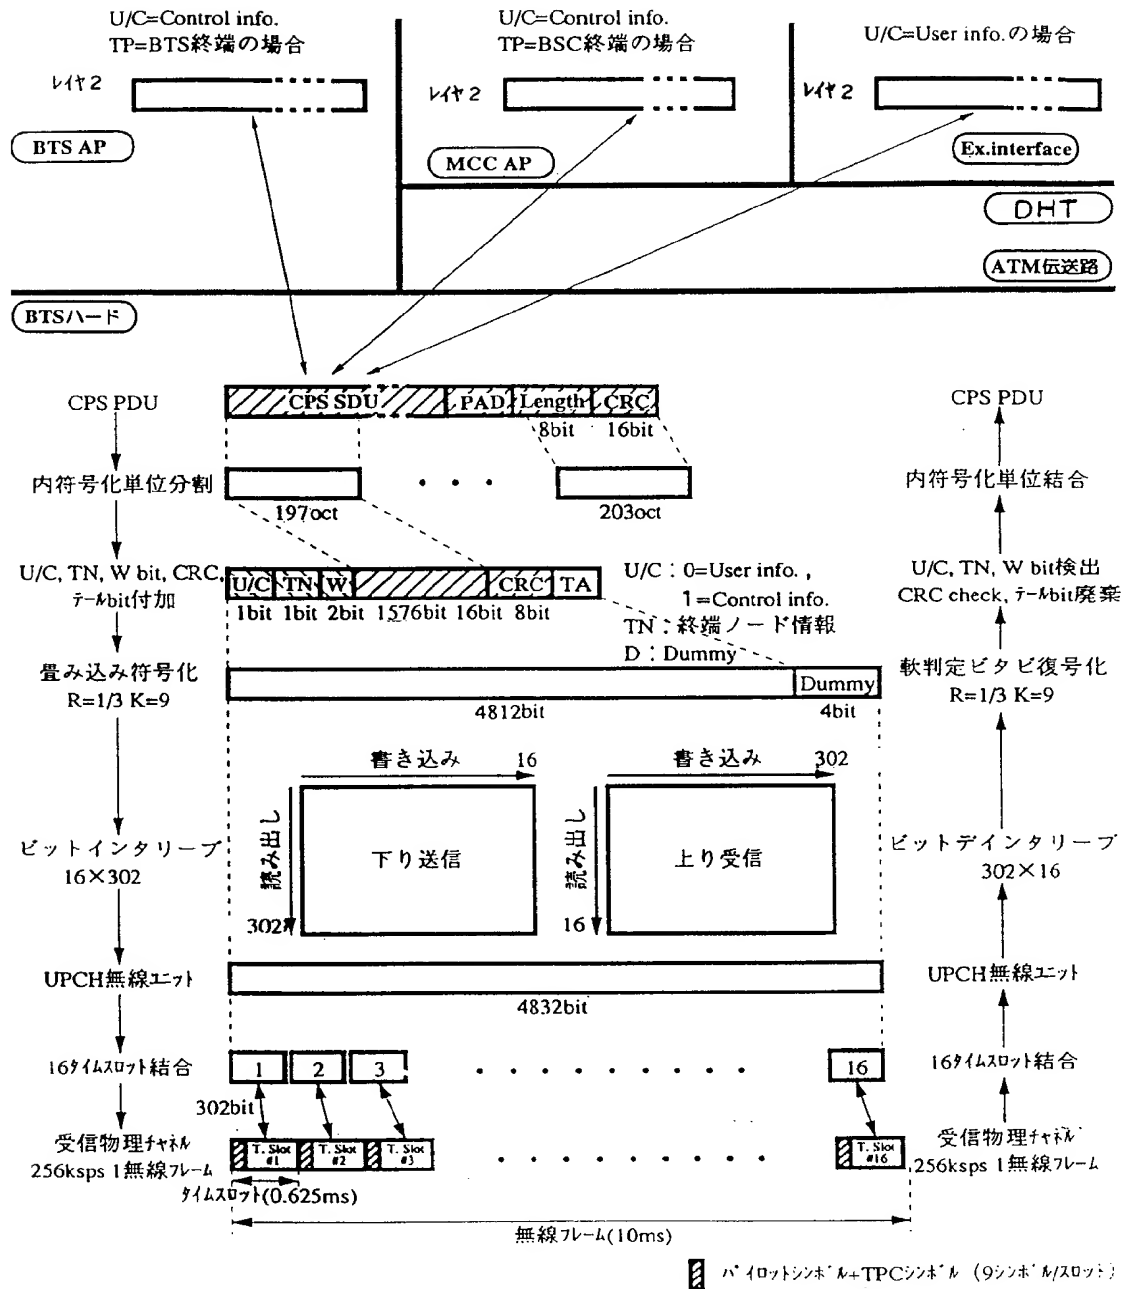 U/C=Control info.
TP=BTS終端の場合
U/C=Control info.
TP=BSC終端の場合
U/C=User info.の場合
レイヤ2
レイヤ2
レイヤ2
BTS AP
MCC AP
Ex.interface
DHT
ATM伝送路
BTSハード
CPS PDU
CPS SDU
PAD
Length
CRC
CPS PDU
8bit
16bit
内符号化単位分割
・・・
内符号化単位結合
197oct
203oct
U/C, TN, W bit, CRC,
テールbit付加
U/C
TN
W
CRC
TA
1bit
1bit
2bit
1576bit
16bit
8bit
U/C:0=User info.,
1=Control info.
TN:終端ノード情報
D:Dummy
U/C, TN, W bit検出
CRC check, テールbit廃棄
畳み込み符号化
R=1/3 K=9
Dummy
軟判定ビタビ復号化
R=1/3 K=9
4812bit
4bit
書き込み
16
書き込み
302
読み出し
下り送信
読み出し
上り受信
302
16
ビットインタリーブ
16×302
ビットデインタリーブ
302×16
UPCH無線ユニット
UPCH無線ユニット
4832bit
16タイムスロット結合
1
2
3
・・・・・・・・・
16
16タイムスロット結合
302bit
受信物理チャネル
256ksps 1無線フレーム
T. Slot
#1
T. Slot
#2
T. Slot
#3
・・・・・・・・・
T. Slot
#16
受信物理チャネル
256ksps 1無線フレーム
タイムスロット(0.625ms)
無線フレーム(10ms)
パイロットシンボル+TPCシンボル (9シンボル/スロット)